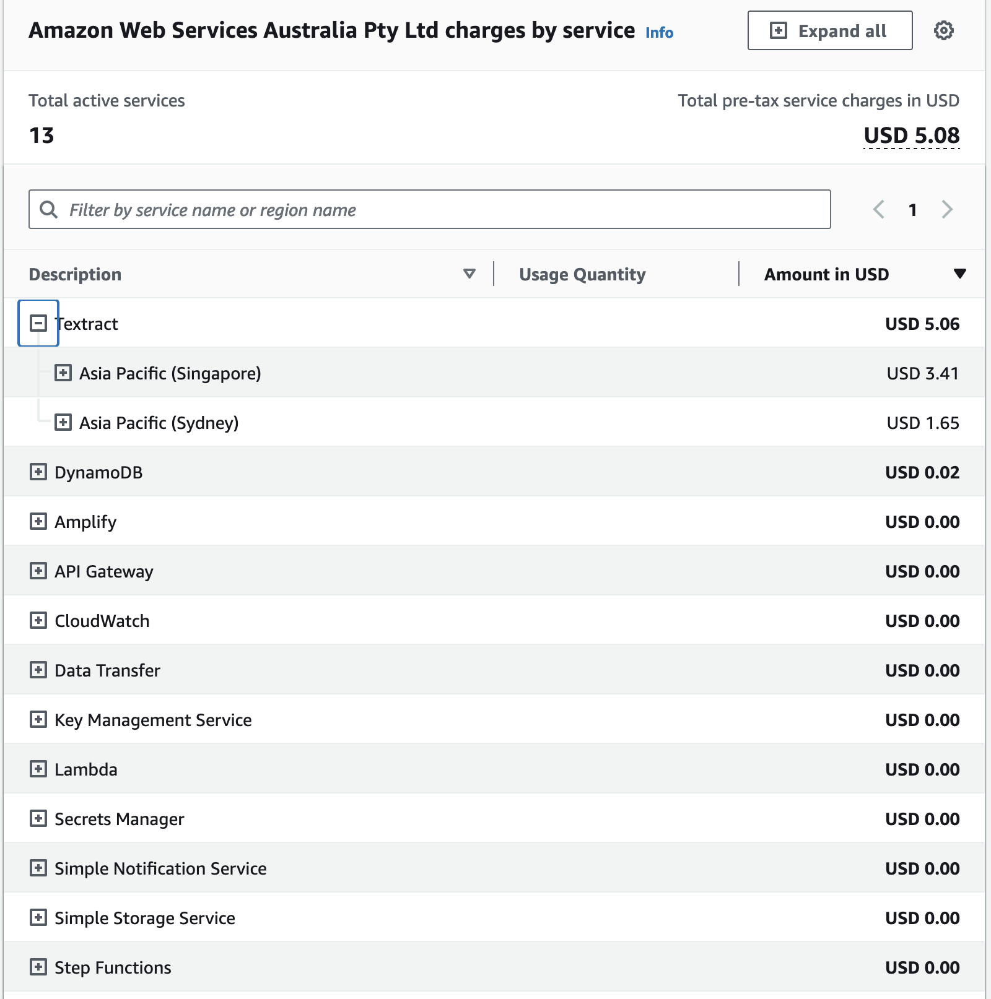 Amazon Web Services Australia Pty Ltd charges by service Info
Expand all
Total active services
Total pre-tax service charges in USD
13
USD 5.08
Filter by service name or region name
1
Description
Usage Quantity
Amount in USD
Textract USD 5.06
Asia Pacific (Singapore) USD 3.41
Asia Pacific (Sydney) USD 1.65
DynamoDB USD 0.02
Amplify USD 0.00
API Gateway USD 0.00
CloudWatch USD 0.00
Data Transfer USD 0.00
Key Management Service USD 0.00
Lambda USD 0.00
Secrets Manager USD 0.00
Simple Notification Service USD 0.00
Simple Storage Service USD 0.00
Step Functions USD 0.00